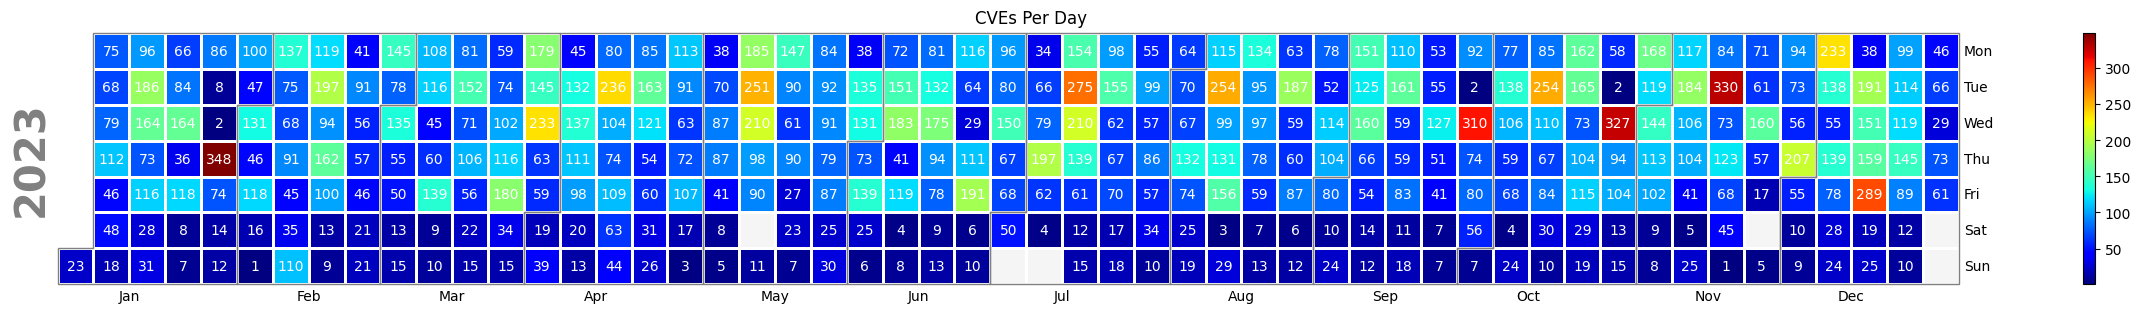 CVEs Per Day
2023
75 96 66 86 100 137 119 41 145 108 81 59 179 45 80 85 113 38 185 147 84 38 72 81 116 96 34 154 98 55 64 115 134 63 78 151 110 53 92 77 85 162 58 168 117 84 71 94 233 38 99 46 Mon
68 186 84 8 47 75 197 91 78 116 152 74 145 132 236 163 91 70 251 90 92 135 151 132 64 80 66 275 155 99 70 254 95 187 52 125 161 55 2 138 254 165 2 119 184 330 61 73 138 191 114 66 Tue
79 164 164 2 131 68 94 56 135 45 71 102 233 137 104 121 63 87 210 61 91 131 183 175 29 150 79 210 62 57 67 99 97 59 114 160 59 127 310 106 110 73 327 144 106 73 160 56 55 151 119 29 Wed
112 73 36 348 46 91 162 57 55 60 106 116 63 111 74 54 72 87 98 90 79 73 41 94 111 67 197 139 67 86 132 131 78 60 104 66 59 51 74 59 67 104 94 113 104 123 57 207 139 159 145 73 Thu
46 116 118 74 118 45 100 46 50 139 56 180 59 98 109 60 107 41 90 27 87 139 119 78 191 68 62 61 70 57 74 156 59 87 80 54 83 41 80 68 84 115 104 102 41 68 17 55 78 289 89 61 Fri
48 28 8 14 16 35 13 21 13 9 22 34 19 20 63 31 17 8 23 25 25 4 9 6 50 4 12 17 34 25 3 7 6 10 14 11 7 56 4 30 29 13 9 5 45 10 28 19 12 Sat
23 18 31 7 12 1 110 9 21 15 10 15 15 39 13 44 26 3 5 11 7 30 6 8 13 10 15 18 10 19 29 13 12 24 12 18 7 7 24 10 19 15 8 25 1 5 9 24 25 10 Sun
Jan Feb Mar Apr May Jun Jul Aug Sep Oct Nov Dec
300
250
200
150
100
50